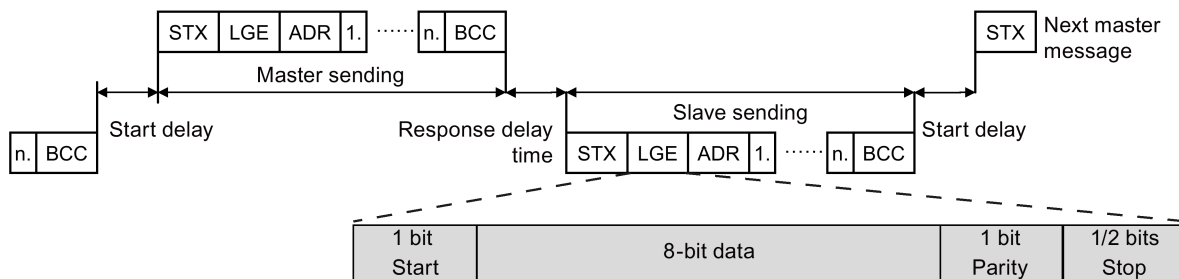 STX LGE ADR 1. ...... n. BCC
STX
Next master
message
Master sending
Slave sending
n. BCC
Start delay
Response delay
time
STX LGE ADR 1. ...... n. BCC
Start delay
1 bit
Start
8-bit data
1 bit
Parity
1/2 bits
Stop